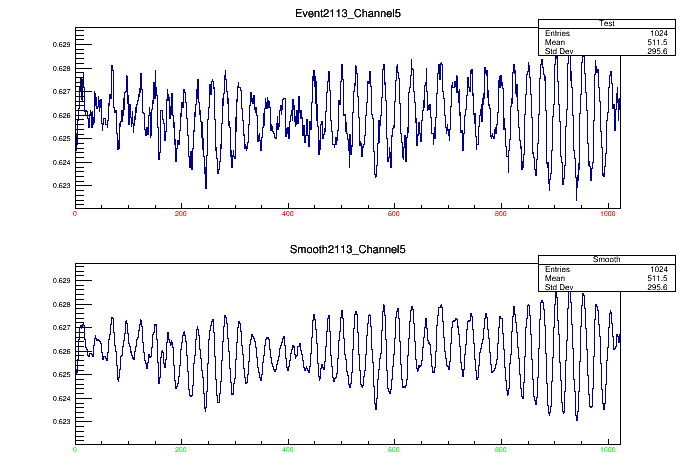 Event2113_Channel5
Test
Entries 1024
Mean 511.5
Std Dev 295.6
0.629
0.628
0.627
0.626
0.625
0.624
0.623
0 200 400 600 800 1000
Smooth2113_Channel5
Smooth
Entries 1024
Mean 511.5
Std Dev 295.6
0.629
0.628
0.627
0.626
0.625
0.624
0.623
0 200 400 600 800 1000